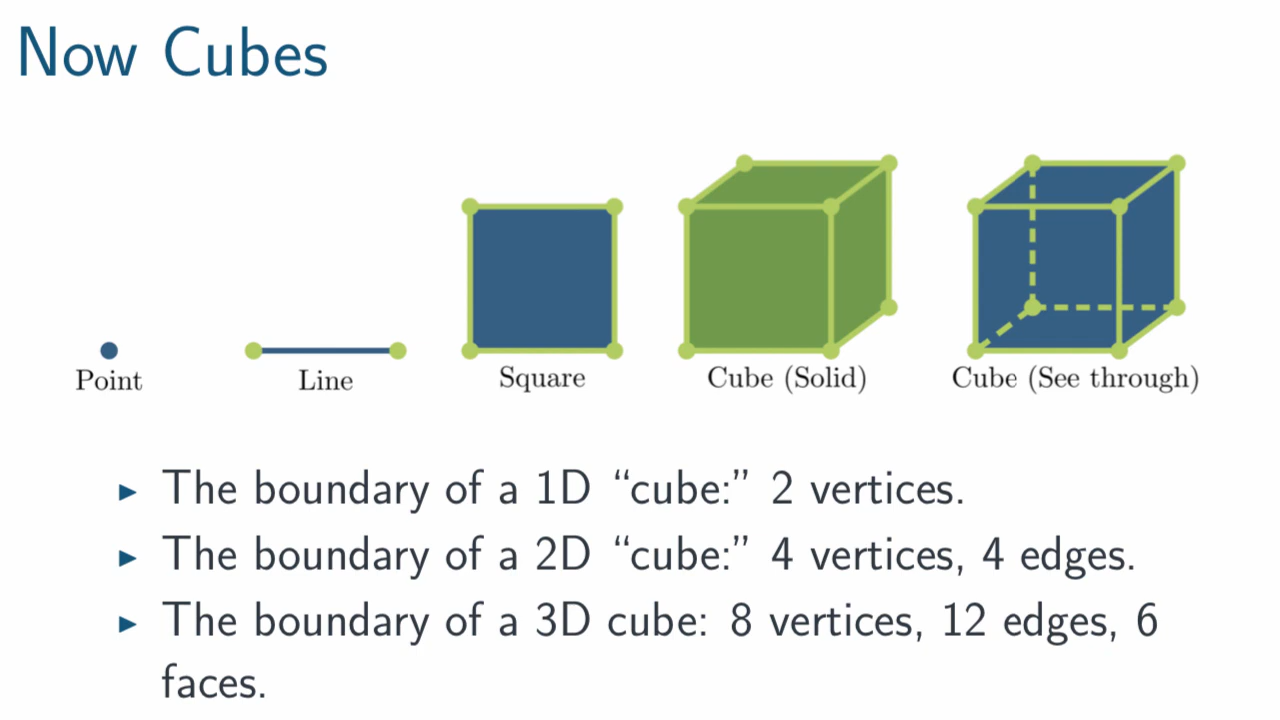 Now Cubes
Point
Line
Square
Cube (Solid)
Cube (See through)
▸ The boundary of a 1D “cube:” 2 vertices.
▸ The boundary of a 2D “cube:” 4 vertices, 4 edges.
▸ The boundary of a 3D cube: 8 vertices, 12 edges, 6
faces.